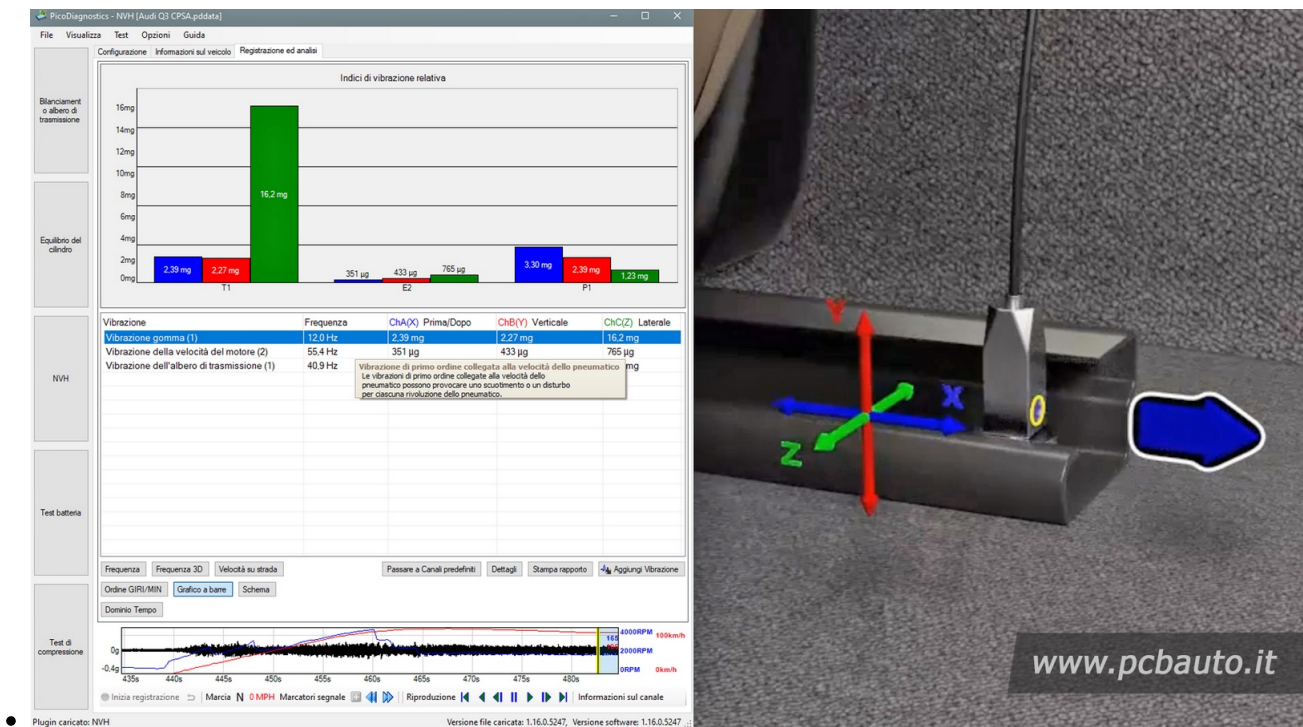 PicoDiagnostics - NVH [Audi Q3 CPSA.pddata]
File Visualizza Test Opzioni Guida
Configurazione Informazioni sul veicolo Registrazione ed analisi
Bilanciament
o albero di
trasmissione
Equilibrio del
cilindro
NVH
Test batteria
Test di
compressione
Indici di vibrazione relativa
16mg
14mg
12mg
10mg
8mg
6mg
4mg
2mg
0mg
2,39 mg 2,27 mg 16,2 mg
351 µg 433 µg 765 µg
3,30 mg 2,39 mg 1,23 mg
T1 E2 P1
Vibrazione Frequenza ChA(X) Prima/Dopo ChB(Y) Verticale ChC(Z) Laterale
Vibrazione gomma (1) 12,0 Hz 2,39 mg 2,27 mg 16,2 mg
Vibrazione della velocità del motore (2) 55,4 Hz 351 µg 433 µg 765 µg
Vibrazione dell'albero di trasmissione (1) 40,9 Hz mg
Vibrazione di primo ordine collegata alla velocità dello pneumatico
Le vibrazioni di primo ordine collegate alla velocità dello
pneumatico possono provocare uno scuotimento o un disturbo
per ciascuna rivoluzione dello pneumatico.
Frequenza Frequenza 3D Velocità su strada Passare a Canali predefiniti Dettagli Stampa rapporto Aggiungi Vibrazione
Ordine GIRI/MIN Grafico a barre Schema
Dominio Tempo
0g
-0,4g
165
4000RPM 100km/h
2000RPM
0RPM 0km/h
435s 440s 445s 450s 455s 460s 465s 470s 475s 480s
Inizia registrazione Marcia N 0 MPH Marcatori segnale Riproduzione Informazioni sul canale
Plugin caricato: NVH Versione file caricata: 1.16.0.5247, Versione software: 1.16.0.5247
Y
X
Z
www.pcbauto.it